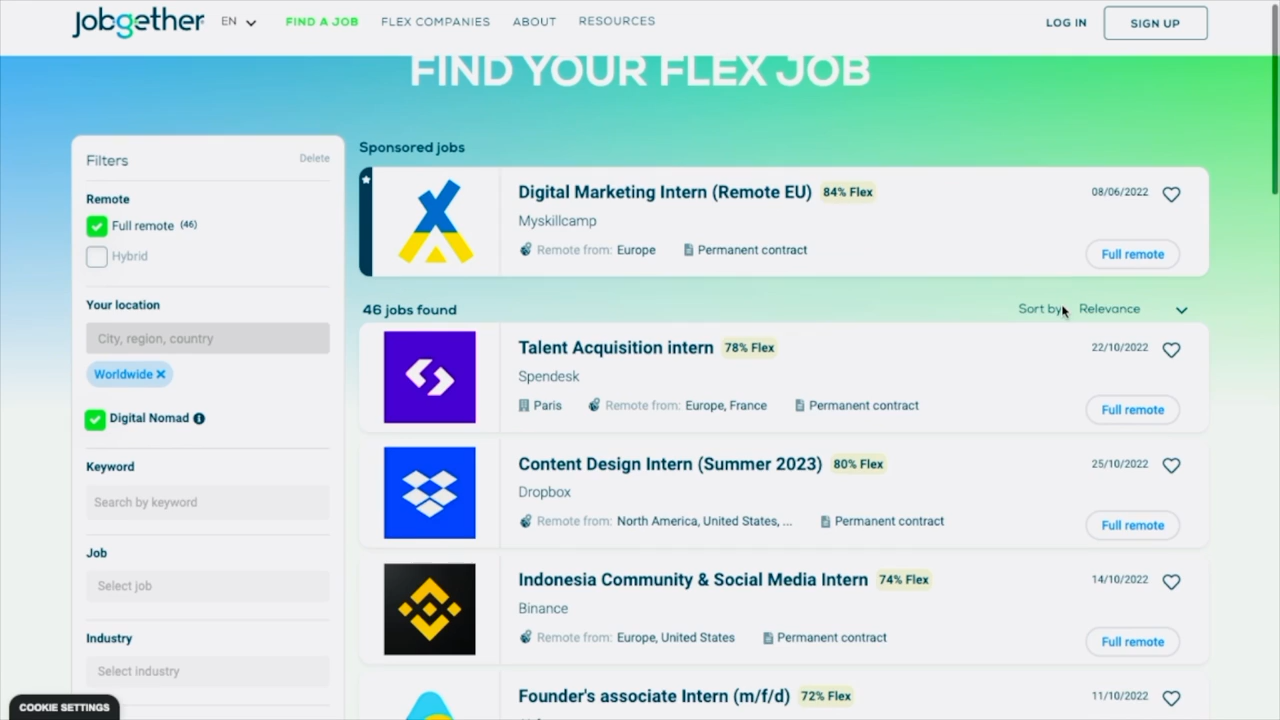 jobgether EN FIND A JOB FLEX COMPANIES ABOUT RESOURCES LOG IN SIGN UP
FIND YOUR FLEX JOB
Filters Delete
Remote
Full remote (46)
Hybrid
Your location
City, region, country
Worldwide ×
Digital Nomad
Keyword
Search by keyword
Job
Select job
Industry
Select industry
COOKIE SETTINGS
Sponsored jobs
Digital Marketing Intern (Remote EU) 84% Flex 08/06/2022
Myskillcamp
Remote from: Europe Permanent contract Full remote
46 jobs found Sort by: Relevance
Talent Acquisition intern 78% Flex 22/10/2022
Spendesk
Paris Remote from: Europe, France Permanent contract Full remote
Content Design Intern (Summer 2023) 80% Flex 25/10/2022
Dropbox
Remote from: North America, United States, ... Permanent contract Full remote
Indonesia Community & Social Media Intern 74% Flex 14/10/2022
Binance
Remote from: Europe, United States Permanent contract Full remote
Founder's associate Intern (m/f/d) 72% Flex 11/10/2022